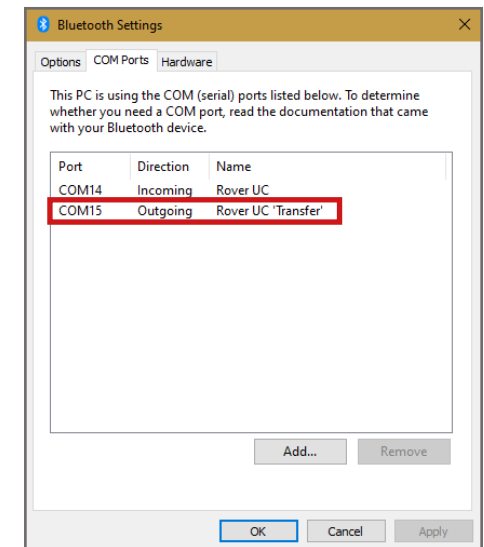 Bluetooth Settings
Options COM Ports Hardware
This PC is using the COM (serial) ports listed below. To determine
whether you need a COM port, read the documentation that came
with your Bluetooth device.
Port Direction Name
COM14 Incoming Rover UC
COM15 Outgoing Rover UC 'Transfer'
Add... Remove
OK Cancel Apply